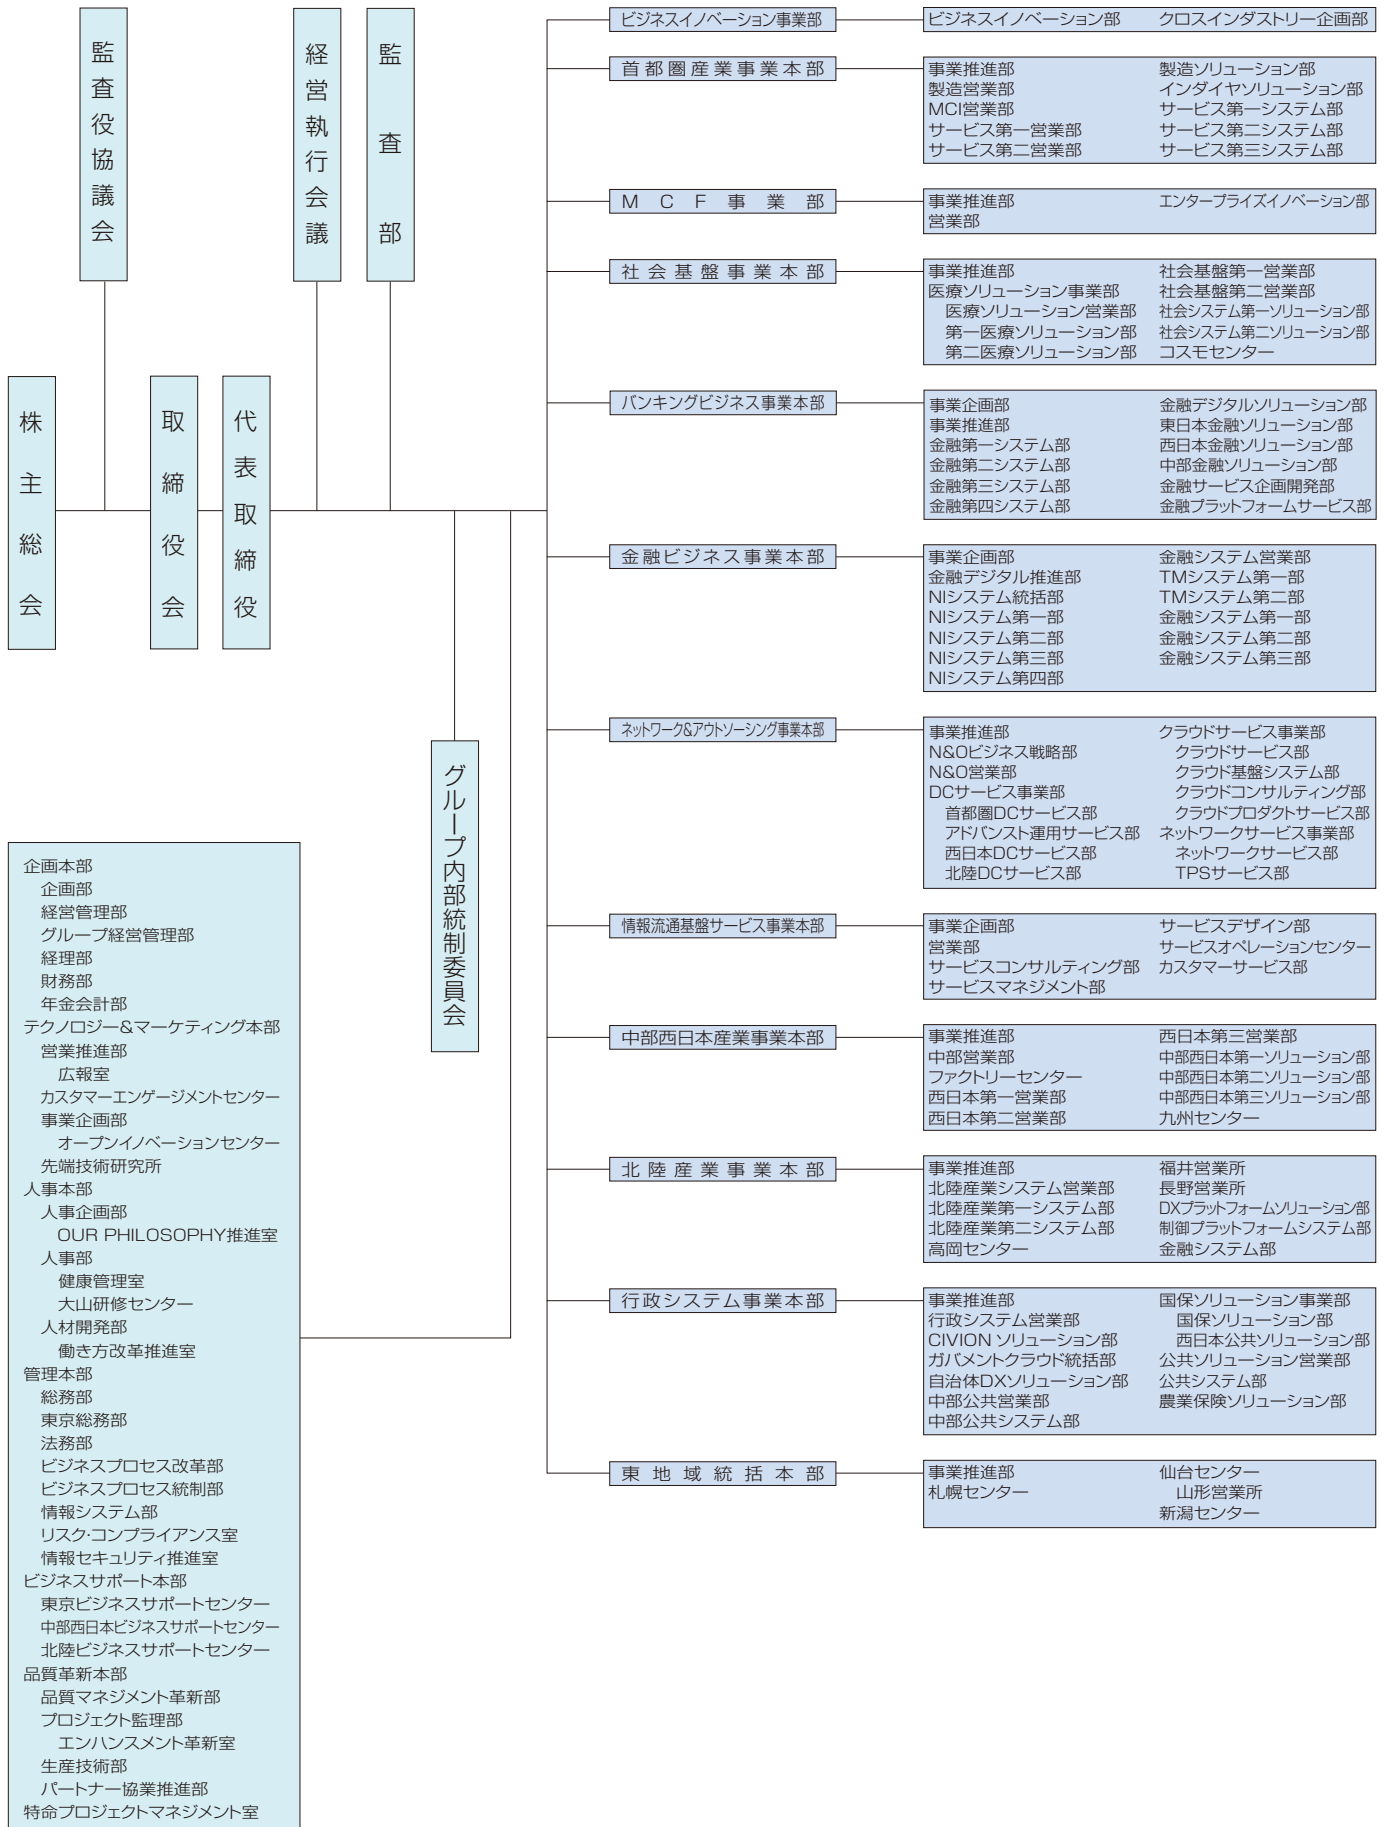 監査役協議会
経営執行会議
監査部
株主総会
取締役会
代表取締役
グループ内部統制委員会
企画本部
企画部
経営管理部
グループ経営管理部
経理部
財務部
年金会計部
テクノロジー&マーケティング本部
営業推進部
広報室
カスタマーエンゲージメントセンター
事業企画部
オープンイノベーションセンター
先端技術研究所
人事本部
人事企画部
OUR PHILOSOPHY推進室
人事部
健康管理室
大山研修センター
人材開発部
働き方改革推進室
管理本部
総務部
東京総務部
法務部
ビジネスプロセス改革部
ビジネスプロセス統制部
情報システム部
リスク・コンプライアンス室
情報セキュリティ推進室
ビジネスサポート本部
東京ビジネスサポートセンター
中部西日本ビジネスサポートセンター
北陸ビジネスサポートセンター
品質革新本部
品質マネジメント革新部
プロジェクト監理部
エンハンスメント革新室
生産技術部
パートナー協業推進部
特命プロジェクトマネジメント室
ビジネスイノベーション事業部
ビジネスイノベーション部
クロスインダストリー企画部
首都圏産業事業本部
事業推進部
製造営業部
MCI営業部
サービス第一営業部
サービス第二営業部
製造ソリューション部
インダイヤソリューション部
サービス第一システム部
サービス第二システム部
サービス第三システム部
MCF事業部
事業推進部
営業部
エンタープライズイノベーション部
社会基盤事業本部
事業推進部
医療ソリューション事業部
医療ソリューション営業部
第一医療ソリューション部
第二医療ソリューション部
社会基盤第一営業部
社会基盤第二営業部
社会システム第一ソリューション部
社会システム第二ソリューション部
コスモセンター
バンキングビジネス事業本部
事業企画部
事業推進部
金融第一システム部
金融第二システム部
金融第三システム部
金融第四システム部
金融デジタルソリューション部
東日本金融ソリューション部
西日本金融ソリューション部
中部金融ソリューション部
金融サービス企画開発部
金融プラットフォームサービス部
金融ビジネス事業本部
事業企画部
金融デジタル推進部
NIシステム統括部
NIシステム第一部
NIシステム第二部
NIシステム第三部
NIシステム第四部
金融システム営業部
TMシステム第一部
TMシステム第二部
金融システム第一部
金融システム第二部
金融システム第三部
ネットワーク&アウトソーシング事業本部
事業推進部
N&Oビジネス戦略部
N&O営業部
DCサービス事業部
首都圏DCサービス部
アドバンスト運用サービス部
西日本DCサービス部
北陸DCサービス部
クラウドサービス事業部
クラウドサービス部
クラウド基盤システム部
クラウドコンサルティング部
クラウドプロダクトサービス部
ネットワークサービス事業部
ネットワークサービス部
TPSサービス部
情報流通基盤サービス事業本部
事業企画部
営業部
サービスコンサルティング部
サービスマネジメント部
サービスデザイン部
サービスオペレーションセンター
カスタマーサービス部
中部西日本産業事業本部
事業推進部
中部営業部
ファクトリーセンター
西日本第一営業部
西日本第二営業部
西日本第三営業部
中部西日本第一ソリューション部
中部西日本第二ソリューション部
中部西日本第三ソリューション部
九州センター
北陸産業事業本部
事業推進部
北陸産業システム営業部
北陸産業第一システム部
北陸産業第二システム部
高岡センター
福井営業所
長野営業所
DXプラットフォームソリューション部
制御プラットフォームシステム部
金融システム部
行政システム事業本部
事業推進部
行政システム営業部
CIVION ソリューション部
ガバメントクラウド統括部
自治体DXソリューション部
中部公共営業部
中部公共システム部
国保ソリューション事業部
国保ソリューション部
西日本公共ソリューション部
公共ソリューション営業部
公共システム部
農業保険ソリューション部
東地域統括本部
事業推進部
札幌センター
仙台センター
山形営業所
新潟センター